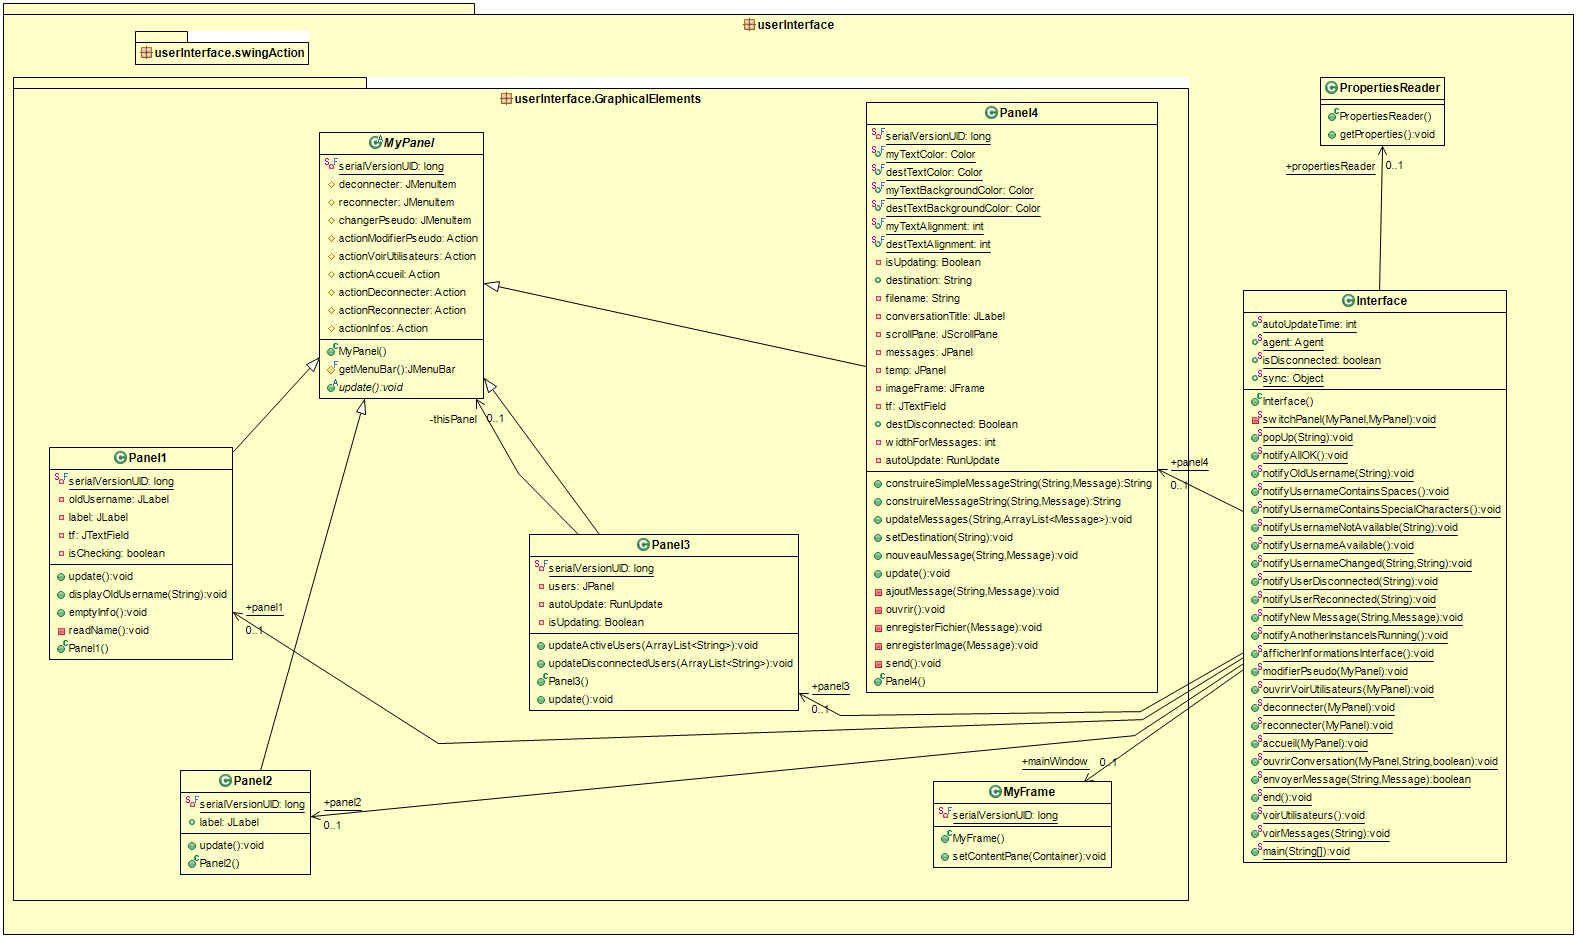 userInterface
userInterface.swingAction
userInterface.GraphicalElements
MyPanel
serialVersionUID: long
deconnecter: JMenuItem
reconnecter: JMenuItem
changerPseudo: JMenuItem
actionModifierPseudo: Action
actionVoirUtilisateurs: Action
actionAccueil: Action
actionDeconnecter: Action
actionReconnecter: Action
actionInfos: Action
MyPanel()
getMenuBar():JMenuBar
update():void
-thisPanel
0..1
Panel4
serialVersionUID: long
myTextColor: Color
destTextColor: Color
myTextBackgroundColor: Color
destTextBackgroundColor: Color
myTextAlignment: int
destTextAlignment: int
isUpdating: Boolean
destination: String
filename: String
conversationTitle: JLabel
scrollPane: JScrollPane
messages: JPanel
temp: JPanel
imageFrame: JFrame
tf: JTextField
destDisconnected: Boolean
widthForMessages: int
autoUpdate: RunUpdate
construireSimpleMessageString(String,Message):String
construireMessageString(String,Message):String
updateMessages(String,ArrayList<Message>):void
setDestination(String):void
nouveauMessage(String,Message):void
update():void
ajoutMessage(String,Message):void
ouvrir():void
enregisterFichier(Message):void
enregisterImage(Message):void
send():void
Panel4()
PropertiesReader
PropertiesReader()
getProperties():void
+propertiesReader
0..1
Interface
autoUpdateTime: int
agent: Agent
isDisconnected: boolean
sync: Object
Interface()
switchPanel(MyPanel,MyPanel):void
popUp(String):void
notifyAllOK():void
notifyOldUsername(String):void
notifyUsernameContainsSpaces():void
notifyUsernameContainsSpecialCharacters():void
notifyUsernameNotAvailable(String):void
notifyUsernameAvailable():void
notifyUsernameChanged(String,String):void
notifyUserDisconnected(String):void
notifyUserReconnected(String):void
notifyNewMessage(String,Message):void
notifyAnotherInstanceIsRunning():void
afficherInformationsInterface():void
modifierPseudo(MyPanel):void
ouvrirVoirUtilisateurs(MyPanel):void
deconnecter(MyPanel):void
reconnecter(MyPanel):void
accueil(MyPanel):void
ouvrirConversation(MyPanel,String,boolean):void
envoyerMessage(String,Message):boolean
end():void
voirUtilisateurs():void
voirMessages(String):void
main(String[]):void
+panel4
0..1
Panel1
serialVersionUID: long
oldUsername: JLabel
label: JLabel
tf: JTextField
isChecking: boolean
update():void
displayOldUsername(String):void
emptyInfo():void
readName():void
Panel1()
+panel1
0..1
Panel3
serialVersionUID: long
users: JPanel
autoUpdate: RunUpdate
isUpdating: Boolean
updateActiveUsers(ArrayList<String>):void
updateDisconnectedUsers(ArrayList<String>):void
Panel3()
update():void
+panel3
0..1
Panel2
serialVersionUID: long
label: JLabel
update():void
Panel2()
+panel2
0..1
+mainWindow
0..1
MyFrame
serialVersionUID: long
MyFrame()
setContentPane(Container):void